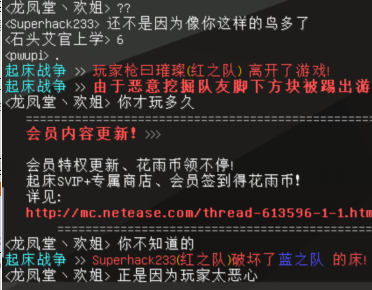 <龙凤堂丶欢姐> ??
<Superhack233> 还不是因为像你这样的鸟多了
<石头艾官上学> 6
<pwupi> .
起床战争 >> 玩家枪曰璀璨(红之队) 离开了游戏!
起床战争 >> 由于恶意挖掘队友脚下方块被踢出游
<龙凤堂丶欢姐> 你才玩多久
========================================
会员内容更新! >>>
会员特权更新、花雨币领不停!
起床SVIP+专属商店、会员签到得花雨币!
详见:
http://mc.netease.com/thread-613596-1-1.htm
========================================
<龙凤堂丶欢姐> 你不知道的
起床战争 >> Superhack233(红之队)破坏了蓝之队 的床!
<龙凤堂丶欢姐> 正是因为玩家太恶心